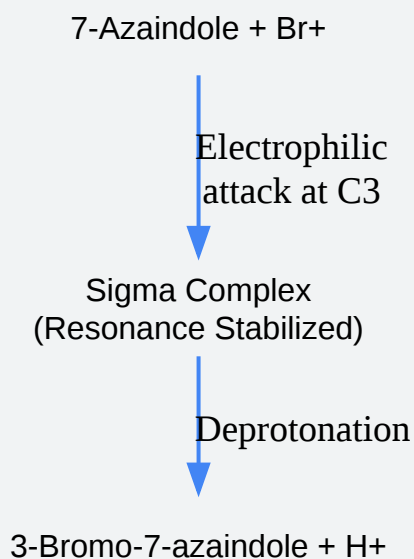 7-Azaindole + Br+
Electrophilic
attack at C3
Sigma Complex
(Resonance Stabilized)
Deprotonation
3-Bromo-7-azaindole + H+